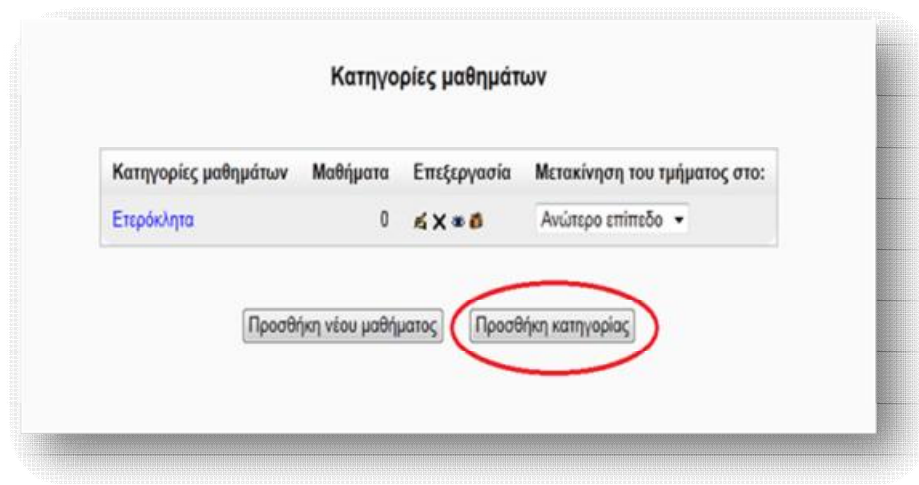 Κατηγορίες μαθημάτων
Κατηγορίες μαθημάτων Μαθήματα Επεξεργασία Μετακίνηση του τμήματος στο:
Ετερόκλητα 0 Ανώτερο επίπεδο
Προσθήκη νέου μαθήματος Προσθήκη κατηγορίας